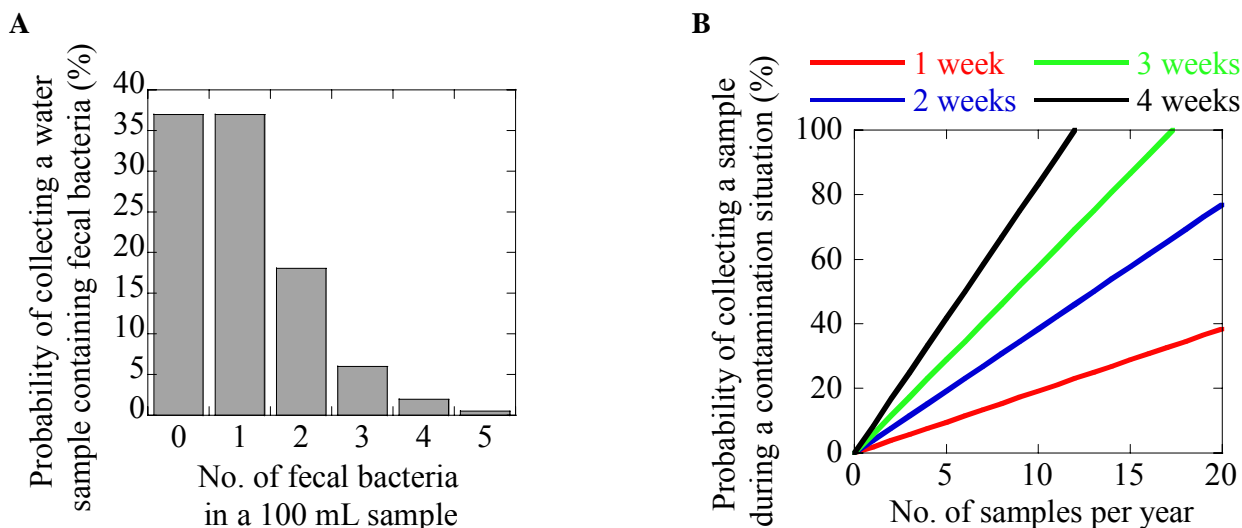 A
Probability of collecting a water
sample containing fecal bacteria (%)
40
35
30
25
20
15
10
5
0
0 1 2 3 4 5
No. of fecal bacteria
in a 100 mL sample
B
1 week
3 weeks
2 weeks
4 weeks
Probability of collecting a sample
during a contamination situation (%)
100
80
60
40
20
0
0 5 10 15 20
No. of samples per year